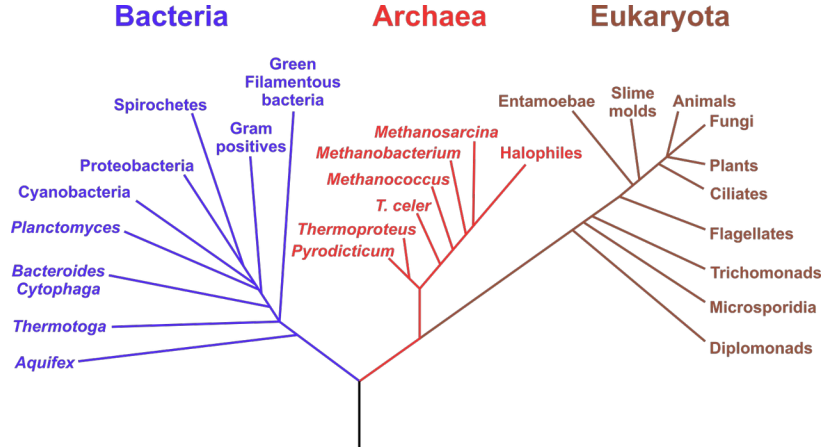 Bacteria
Archaea
Eukaryota
Green
Filamentous
bacteria
Spirochetes
Gram
positives
Proteobacteria
Cyanobacteria
Planctomyces
Bacteroides
Cytophaga
Thermotoga
Aquifex
Methanosarcina
Methanobacterium
Halophiles
Methanococcus
T. celer
Thermoproteus
Pyrodicticum
Entamoebae
Slime
molds
Animals
Fungi
Plants
Ciliates
Flagellates
Trichomonads
Microsporidia
Diplomonads